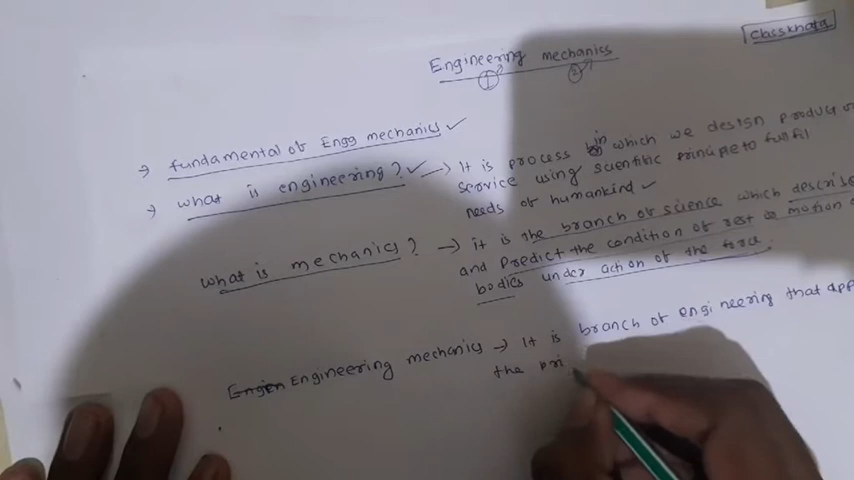 Classkhata
Engineering mechanics
① ②
→ fundamental of Engg mechanics ✓
→ what is engineering? ✓ → It is process in which we design product or
service using scientific principle to fulfil
needs of humankind ✓
what is mechanics? → it is the branch of science which describe
and predict the condition of rest or motion of
bodies under action of the force
Engineering mechanics → It is branch of engineering that app
the pri